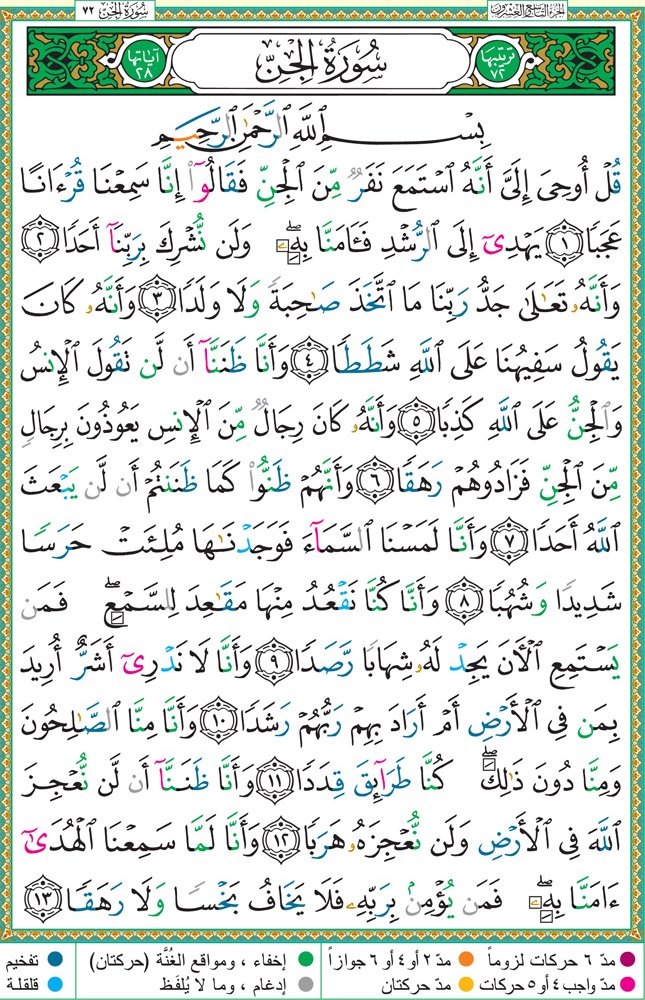 الجزء التاسع والعشرون
سُورَةُ الجِنّ ٧٢
ترتيبها ٧٢
سُورَةُ الجِنِّ
آياتها ٢٨
بِسْمِ ٱللَّهِ ٱلرَّحْمَٰنِ ٱلرَّحِيمِ
قُلْ أُوحِىَ إِلَىَّ أَنَّهُ ٱسْتَمَعَ نَفَرٌ مِّنَ ٱلْجِنِّ فَقَالُوٓا۟ إِنَّا سَمِعْنَا قُرْءَانًا
عَجَبًا ١ يَهْدِىٓ إِلَى ٱلرُّشْدِ فَـَٔامَنَّا بِهِۦ ۖ وَلَن نُّشْرِكَ بِرَبِّنَآ أَحَدًا ٢
وَأَنَّهُۥ تَعَٰلَىٰ جَدُّ رَبِّنَا مَا ٱتَّخَذَ صَٰحِبَةً وَلَا وَلَدًا ٣ وَأَنَّهُۥ كَانَ
يَقُولُ سَفِيهُنَا عَلَى ٱللَّهِ شَطَطًا ٤ وَأَنَّا ظَنَنَّآ أَن لَّن تَقُولَ ٱلْإِنسُ
وَٱلْجِنُّ عَلَى ٱللَّهِ كَذِبًا ٥ وَأَنَّهُۥ كَانَ رِجَالٌ مِّنَ ٱلْإِنسِ يَعُوذُونَ بِرِجَالٍ
مِّنَ ٱلْجِنِّ فَزَادُوهُمْ رَهَقًا ٦ وَأَنَّهُمْ ظَنُّوا۟ كَمَا ظَنَنتُمْ أَن لَّن يَبْعَثَ
ٱللَّهُ أَحَدًا ٧ وَأَنَّا لَمَسْنَا ٱلسَّمَآءَ فَوَجَدْنَٰهَا مُلِئَتْ حَرَسًا
شَدِيدًا وَشُهُبًا ٨ وَأَنَّا كُنَّا نَقْعُدُ مِنْهَا مَقَٰعِدَ لِلسَّمْعِ ۖ فَمَن
يَسْتَمِعِ ٱلْـَٔانَ يَجِدْ لَهُۥ شِهَابًا رَّصَدًا ٩ وَأَنَّا لَا نَدْرِىٓ أَشَرٌّ أُرِيدَ
بِمَن فِى ٱلْأَرْضِ أَمْ أَرَادَ بِهِمْ رَبُّهُمْ رَشَدًا ١٠ وَأَنَّا مِنَّا ٱلصَّٰلِحُونَ
وَمِنَّا دُونَ ذَٰلِكَ ۖ كُنَّا طَرَآئِقَ قِدَدًا ١١ وَأَنَّا ظَنَنَّآ أَن لَّن نُّعْجِزَ
ٱللَّهَ فِى ٱلْأَرْضِ وَلَن نُّعْجِزَهُۥ هَرَبًا ١٢ وَأَنَّا لَمَّا سَمِعْنَا ٱلْهُدَىٰٓ
ءَامَنَّا بِهِۦ ۖ فَمَن يُؤْمِنۢ بِرَبِّهِۦ فَلَا يَخَافُ بَخْسًا وَلَا رَهَقًا ١٣
مدّ ٦ حركات لزوماً مدّ ٢ أو ٤ أو ٦ جوازاً إخفاء ، ومواقع الغُنَّة (حركتان) تفخيم
مدّ واجب ٤ أو ٥ حركات مدّ حركتان إدغام ، وما لا يُلفَظ قلقلة